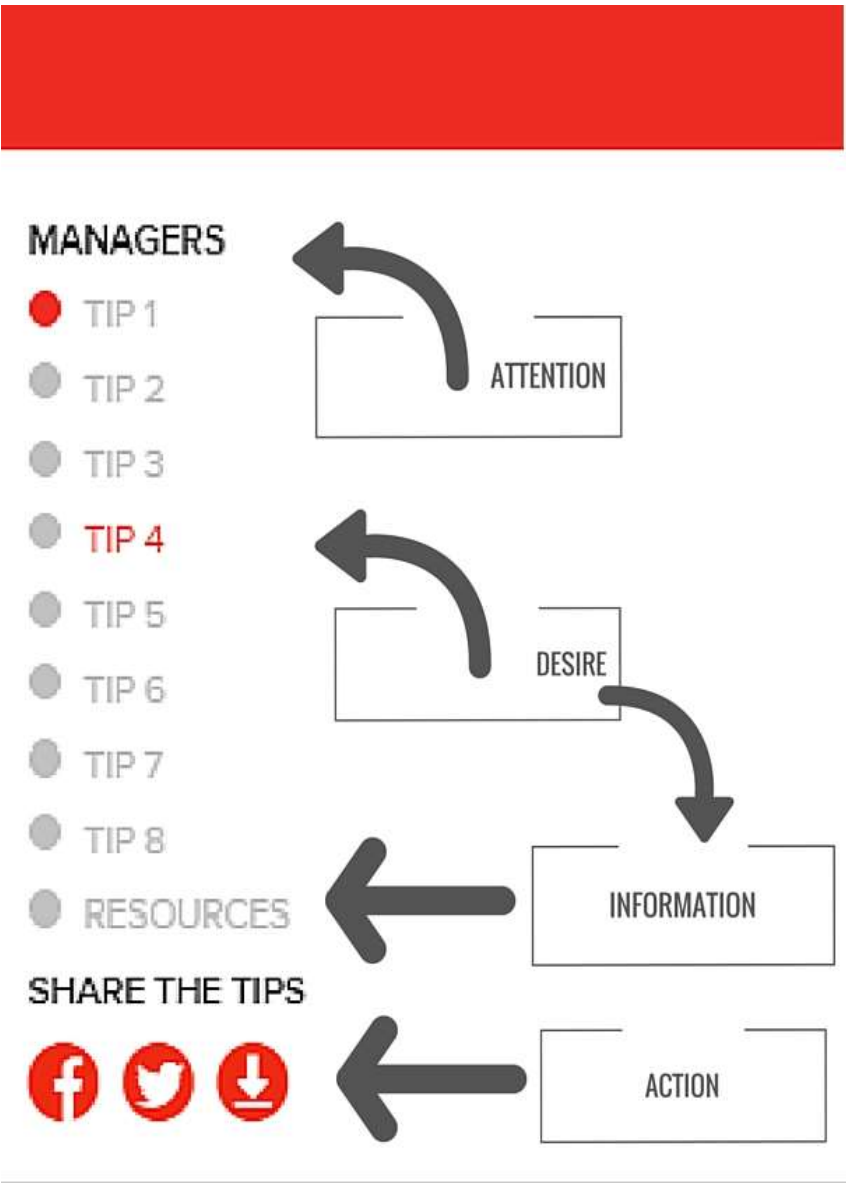 MANAGERS
TIP 1
ATTENTION
TIP 2
TIP 3
TIP 4
TIP 5
DESIRE
TIP 6
TIP 7
TIP 8
RESOURCES
INFORMATION
SHARE THE TIPS
ACTION